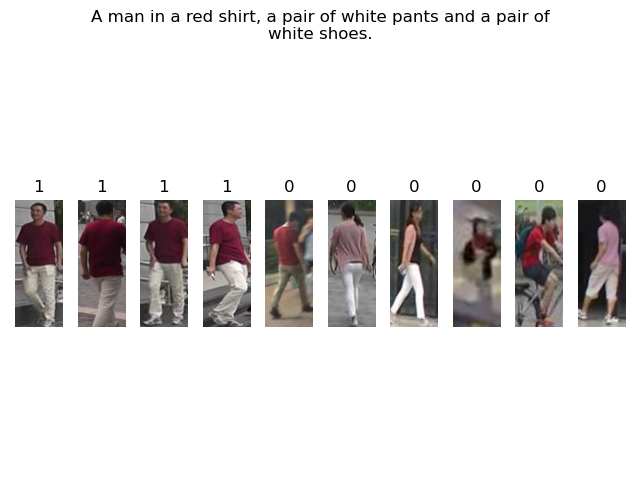 A man in a red shirt, a pair of white pants and a pair of
white shoes.
1 1 1 1 0 0 0 0 0 0